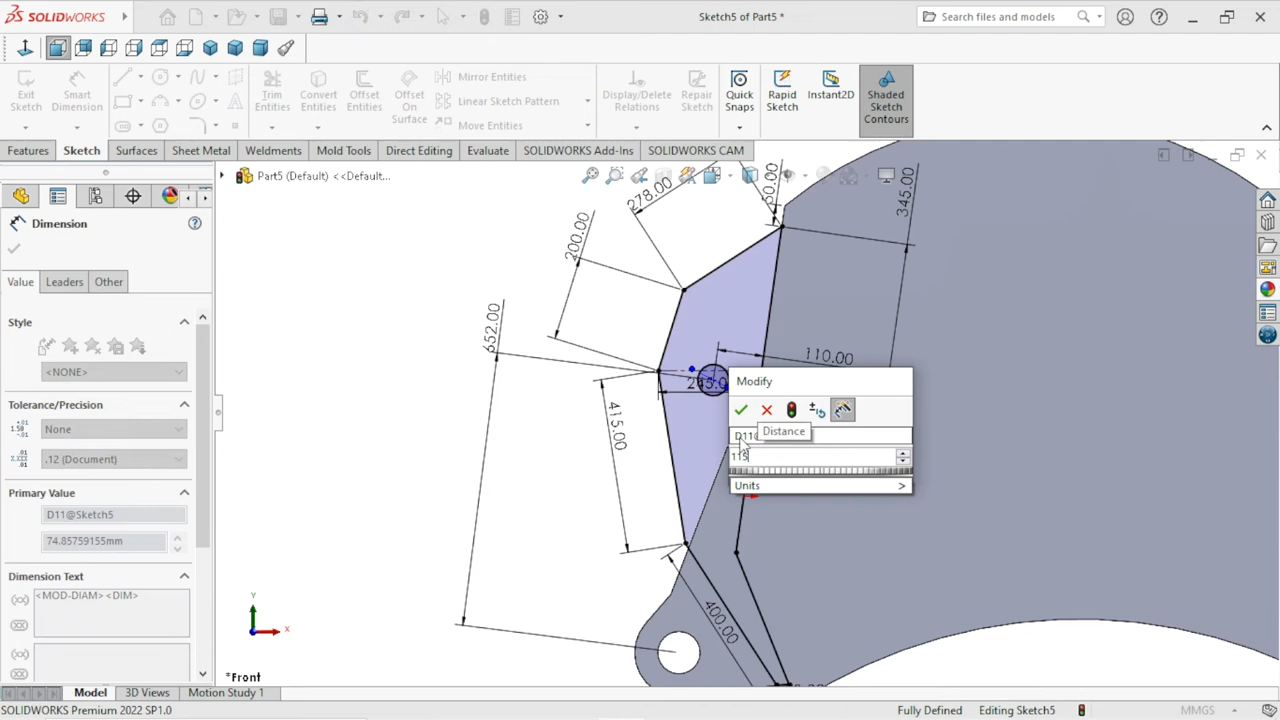 SOLIDWORKS
Sketch5 of Part5 *
Search files and models
Exit Sketch
Smart Dimension
Trim Entities
Convert Entities
Offset Entities
Offset On Surface
Mirror Entities
Linear Sketch Pattern
Move Entities
Display/Delete Relations
Repair Sketch
Quick Snaps
Rapid Sketch
Instant2D
Shaded Sketch Contours
Features
Sketch
Surfaces
Sheet Metal
Weldments
Mold Tools
Direct Editing
Evaluate
SOLIDWORKS Add-Ins
SOLIDWORKS CAM
Part5 (Default) <<Default...
Dimension
Value
Leaders
Other
Style
<NONE>
Tolerance/Precision
None
.12 (Document)
Primary Value
D11@Sketch5
74.85759155mm
Dimension Text
<MOD-DIAM> <DIM>
278.00
345.00
200.00
652.00
110.00
415.00
400.00
Modify
Distance
115
Units >
Y
X
*Front
Model
3D Views
Motion Study 1
SOLIDWORKS Premium 2022 SP1.0
Fully Defined
Editing Sketch5
MMGS